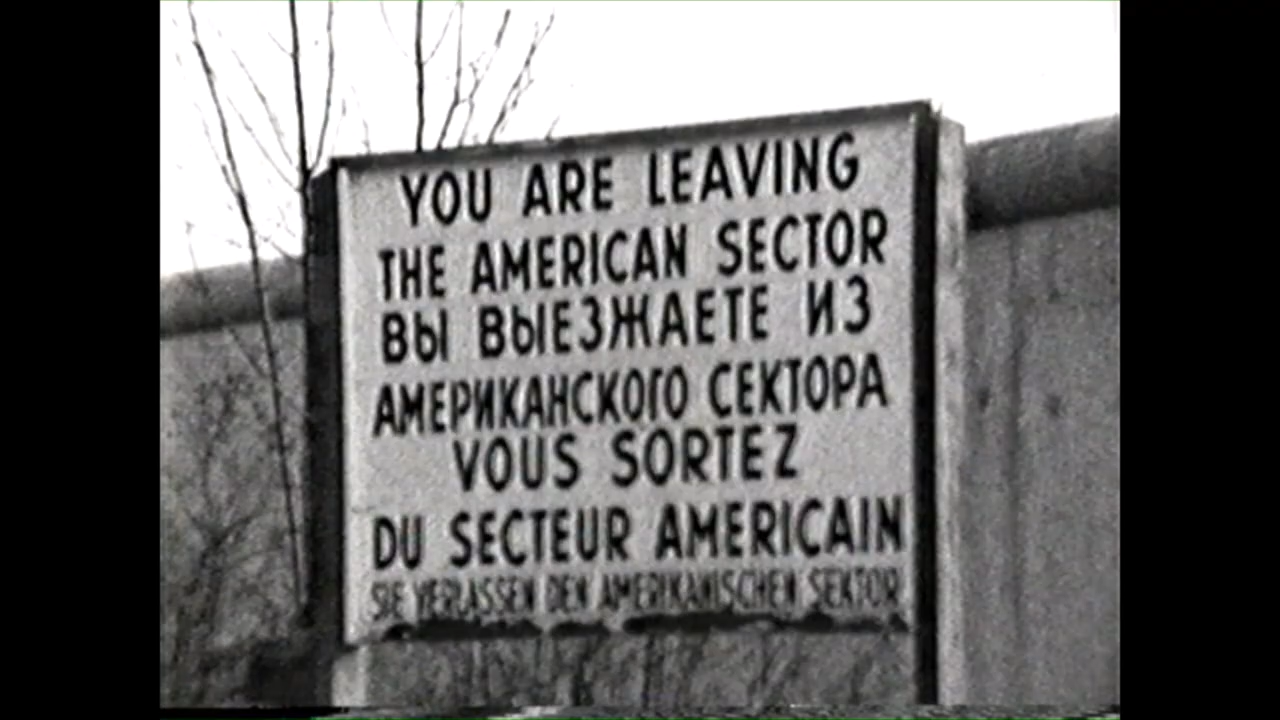 YOU ARE LEAVING
THE AMERICAN SECTOR
ВЫ ВЫЕЗЖАЕТЕ ИЗ
АМЕРИКАНСКОГО СЕКТОРА
VOUS SORTEZ
DU SECTEUR AMERICAIN
SIE VERLASSEN DEN AMERIKANISCHEN SEKTOR